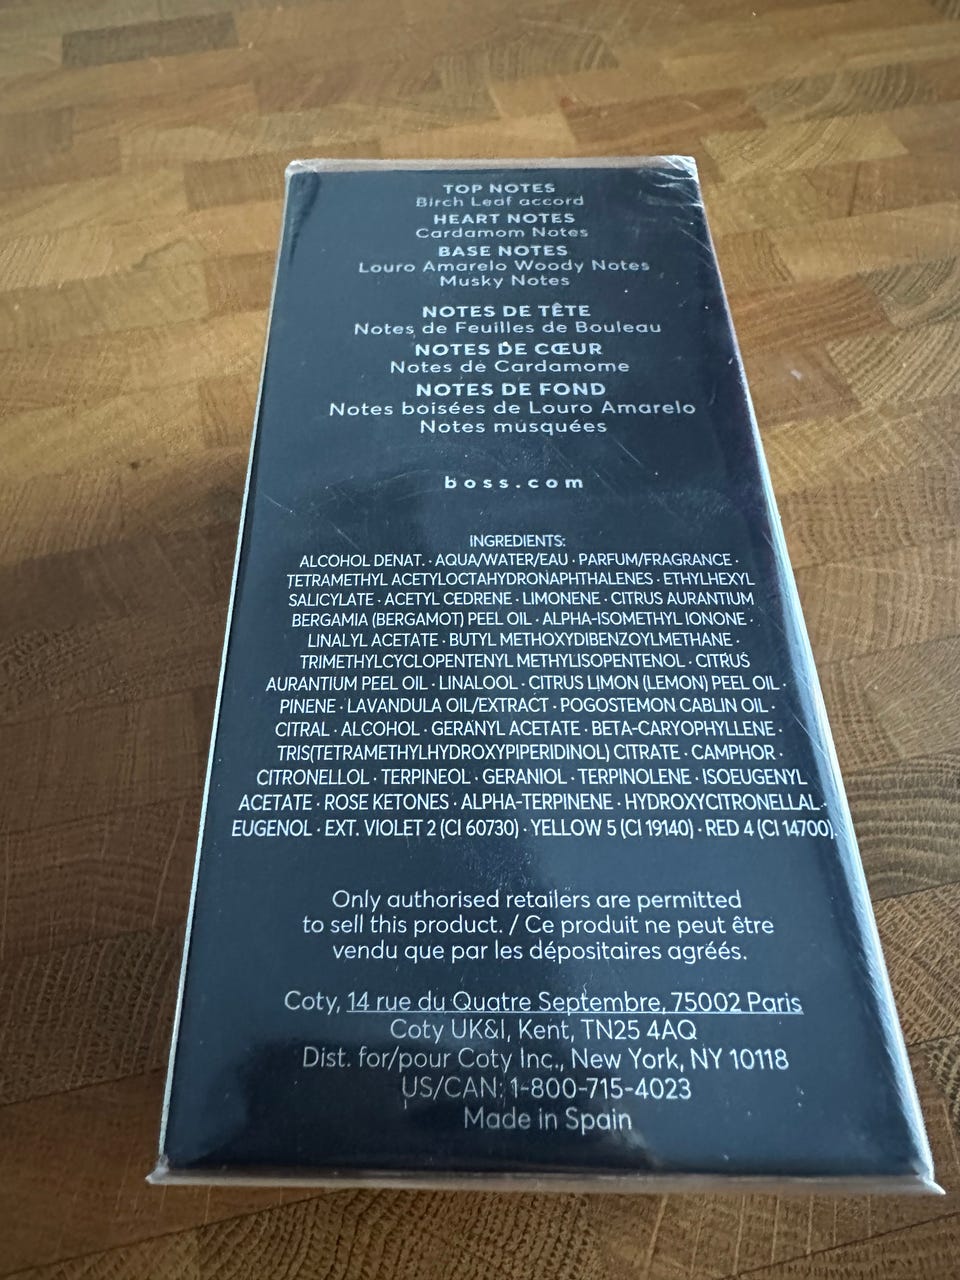 TOP NOTES
Birch Leaf accord
HEART NOTES
Cardamom Notes
BASE NOTES
Louro Amarelo Woody Notes
Musky Notes
NOTES DE TÊTE
Notes de Feuilles de Bouleau
NOTES DE CŒUR
Notes de Cardamome
NOTES DE FOND
Notes boisées de Louro Amarelo
Notes musquées
boss.com
INGREDIENTS:
ALCOHOL DENAT. · AQUA/WATER/EAU · PARFUM/FRAGRANCE ·
TETRAMETHYL ACETYLOCTAHYDRONAPHTHALENES · ETHYLHEXYL
SALICYLATE · ACETYL CEDRENE · LIMONENE · CITRUS AURANTIUM
BERGAMIA (BERGAMOT) PEEL OIL · ALPHA-ISOMETHYL IONONE ·
LINALYL ACETATE · BUTYL METHOXYDIBENZOYLMETHANE ·
TRIMETHYLCYCLOPENTENYL METHYLISOPENTENOL · CITRUS
AURANTIUM PEEL OIL · LINALOOL · CITRUS LIMON (LEMON) PEEL OIL ·
PINENE · LAVANDULA OIL/EXTRACT · POGOSTEMON CABLIN OIL ·
CITRAL · ALCOHOL · GERANYL ACETATE · BETA-CARYOPHYLLENE ·
TRIS(TETRAMETHYLHYDROXYPIPERIDINOL) CITRATE · CAMPHOR ·
CITRONELLOL · TERPINEOL · GERANIOL · TERPINOLENE · ISOEUGENYL
ACETATE · ROSE KETONES · ALPHA-TERPINENE · HYDROXYCITRONELLAL ·
EUGENOL · EXT. VIOLET 2 (CI 60730) · YELLOW 5 (CI 19140) · RED 4 (CI 14700).
Only authorised retailers are permitted
to sell this product. / Ce produit ne peut être
vendu que par les dépositaires agréés.
Coty, 14 rue du Quatre Septembre, 75002 Paris
Coty UK&I, Kent, TN25 4AQ
Dist. for/pour Coty Inc., New York, NY 10118
US/CAN: 1-800-715-4023
Made in Spain